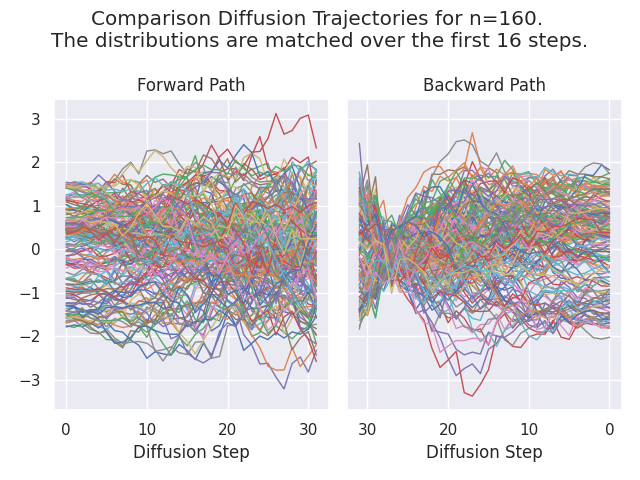 Comparison Diffusion Trajectories for n=160.
The distributions are matched over the first 16 steps.
Forward Path
Backward Path
3
2
1
0
−1
−2
−3
0 10 20 30
30 20 10 0
Diffusion Step
Diffusion Step